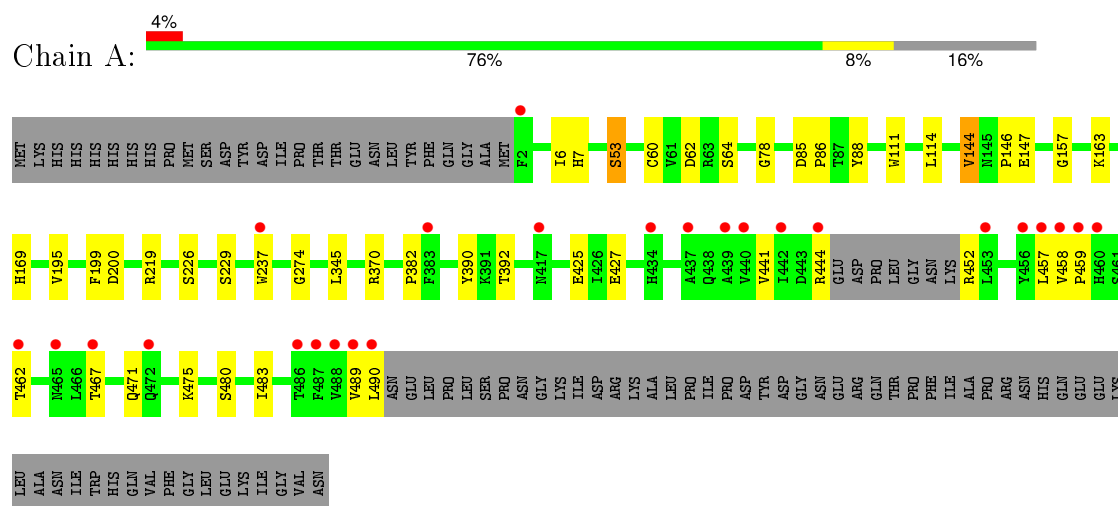 4%
Chain A:
76% 8% 16%
MET LYS HIS HIS HIS HIS HIS HIS PRO MET SER ASP TYR ASP ILE PRO THR THR GLU ASN LEU TYR PHE GLN GLY ALA MET F2 I6 H7 S53 C60 V61 D62 R63 S64 G78 D85 P86 T87 Y88 W111 L114 V144 N145 P146 E147 G157 K163
H169 V195 F199 D200 R219 S226 S229 W237 G274 L345 R370 P382 F383 Y390 K391 T392 N417 E425 I426 E427 H434 A437 Q438 A439 V440 V441 I442 D443 R444 GLU ASP PRO LEU GLY ASN LYS R452 L453 Y456 L457 V458 P459 H460 S461
T462 N465 L466 T467 Q471 Q472 K475 S480 I483 T486 F487 V488 V489 L490 ASN GLU LEU PRO LEU SER PRO ASN GLY LYS ILE ASP ARG LYS ALA LEU PRO ILE PRO ASP TYR ASP GLY ASN GLU ARG GLN THR PRO PHE ILE ALA PRO ARG ASN HIS GLN GLU GLU LYS
LEU ALA ASN ILE TRP HIS GLN VAL PHE GLY LEU GLU LYS ILE GLY VAL ASN